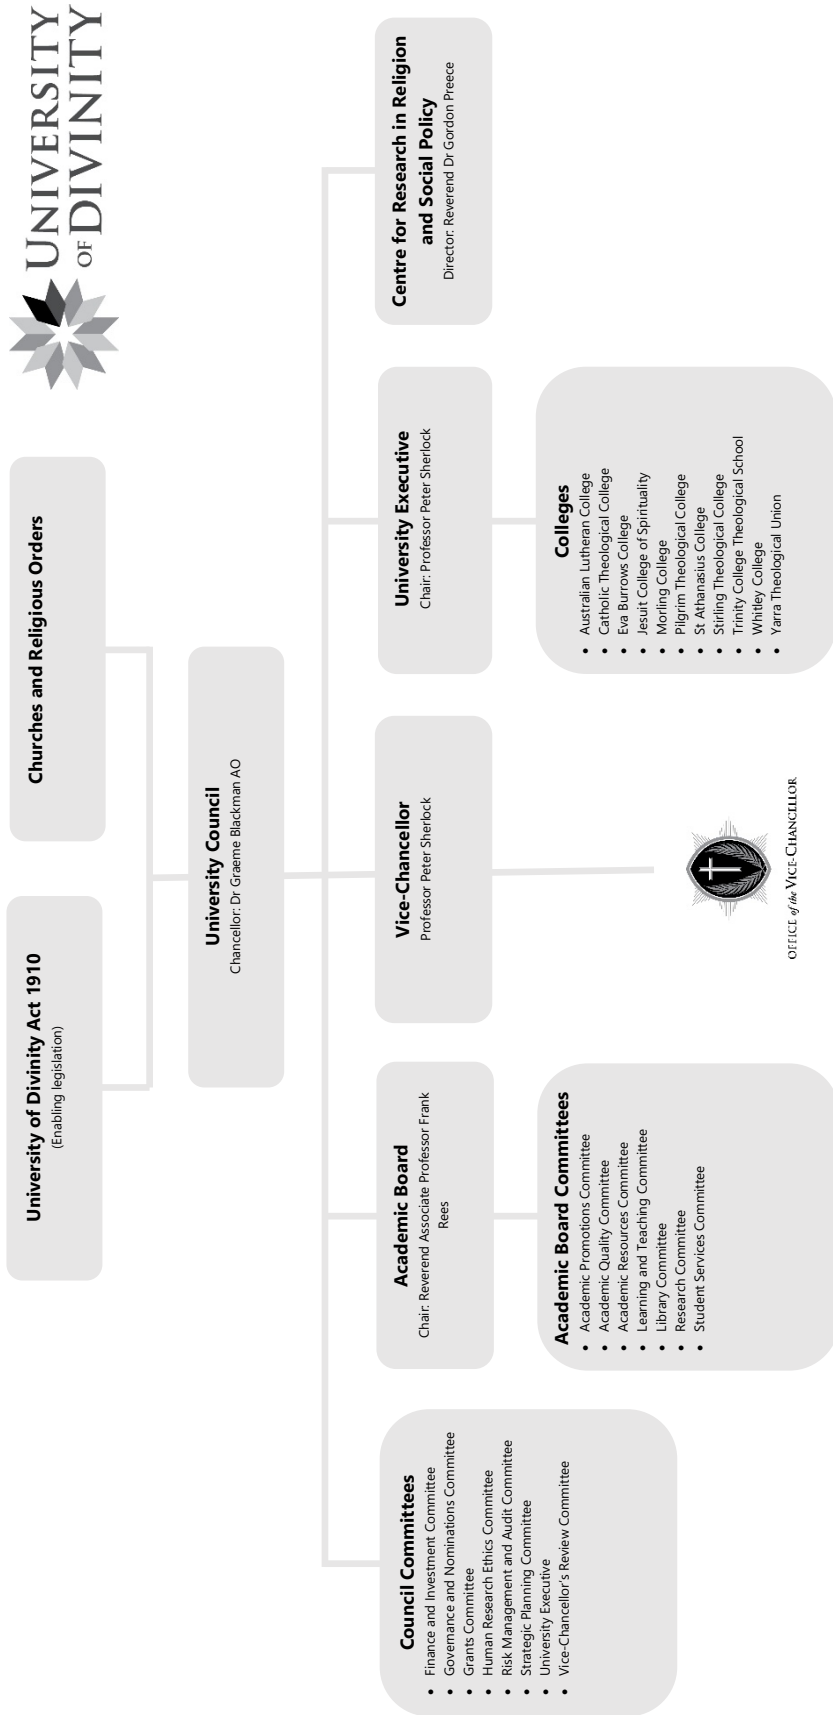 UNIVERSITY
OF DIVINITY
University of Divinity Act 1910
(Enabling legislation)
Churches and Religious Orders
University Council
Chancellor: Dr Graeme Blackman AO
Council Committees
• Finance and Investment Committee
• Governance and Nominations Committee
• Grants Committee
• Human Research Ethics Committee
• Risk Management and Audit Committee
• Strategic Planning Committee
• University Executive
• Vice-Chancellor's Review Committee
Academic Board
Chair: Reverend Associate Professor Frank
Rees
Academic Board Committees
• Academic Promotions Committee
• Academic Quality Committee
• Academic Resources Committee
• Learning and Teaching Committee
• Library Committee
• Research Committee
• Student Services Committee
Vice-Chancellor
Professor Peter Sherlock
OFFICE of the VICE-CHANCELLOR
University Executive
Chair: Professor Peter Sherlock
Colleges
• Australian Lutheran College
• Catholic Theological College
• Eva Burrows College
• Jesuit College of Spirituality
• Morling College
• Pilgrim Theological College
• St Athanasius College
• Stirling Theological College
• Trinity College Theological School
• Whitley College
• Yarra Theological Union
Centre for Research in Religion
and Social Policy
Director: Reverend Dr Gordon Preece